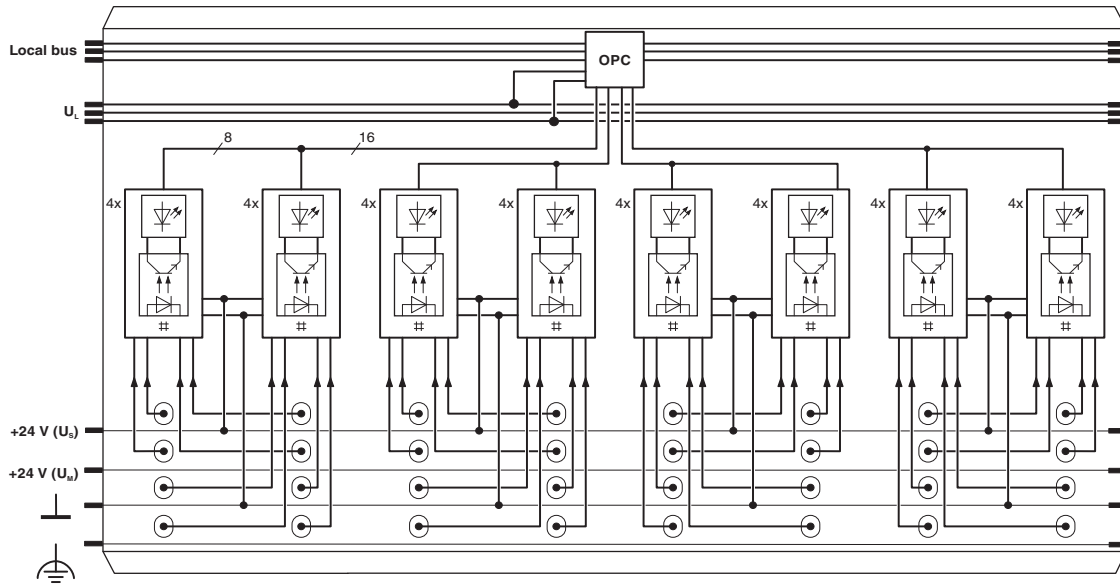 Local bus
OPC
UL
8 16
4x 4x 4x 4x 4x 4x 4x 4x
# # # # # # # #
+24 V (US)
+24 V (UM)